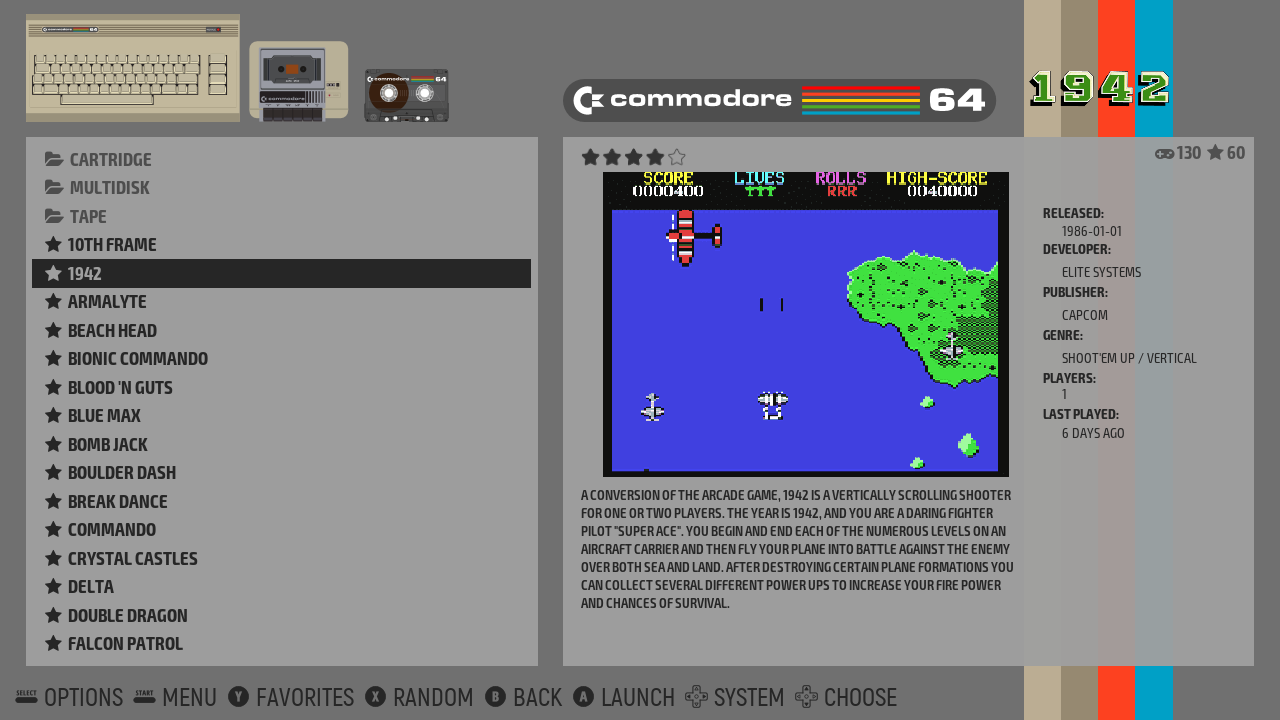 commodore 64
commodore 64
commodore
commodore 64
1942
CARTRIDGE
MULTIDISK
TAPE
10TH FRAME
1942
ARMALYTE
BEACH HEAD
BIONIC COMMANDO
BLOOD 'N GUTS
BLUE MAX
BOMB JACK
BOULDER DASH
BREAK DANCE
COMMANDO
CRYSTAL CASTLES
DELTA
DOUBLE DRAGON
FALCON PATROL
130 60
SCORE LIVES ROLLS HIGH-SCORE
0000400 RRR 0040000
A CONVERSION OF THE ARCADE GAME, 1942 IS A VERTICALLY SCROLLING SHOOTER
FOR ONE OR TWO PLAYERS. THE YEAR IS 1942, AND YOU ARE A DARING FIGHTER
PILOT "SUPER ACE". YOU BEGIN AND END EACH OF THE NUMEROUS LEVELS ON AN
AIRCRAFT CARRIER AND THEN FLY YOUR PLANE INTO BATTLE AGAINST THE ENEMY
OVER BOTH SEA AND LAND. AFTER DESTROYING CERTAIN PLANE FORMATIONS YOU
CAN COLLECT SEVERAL DIFFERENT POWER UPS TO INCREASE YOUR FIRE POWER
AND CHANCES OF SURVIVAL.
RELEASED:
1986-01-01
DEVELOPER:
ELITE SYSTEMS
PUBLISHER:
CAPCOM
GENRE:
SHOOT'EM UP / VERTICAL
PLAYERS:
1
LAST PLAYED:
6 DAYS AGO
SELECT OPTIONS START MENU Y FAVORITES X RANDOM B BACK A LAUNCH SYSTEM CHOOSE